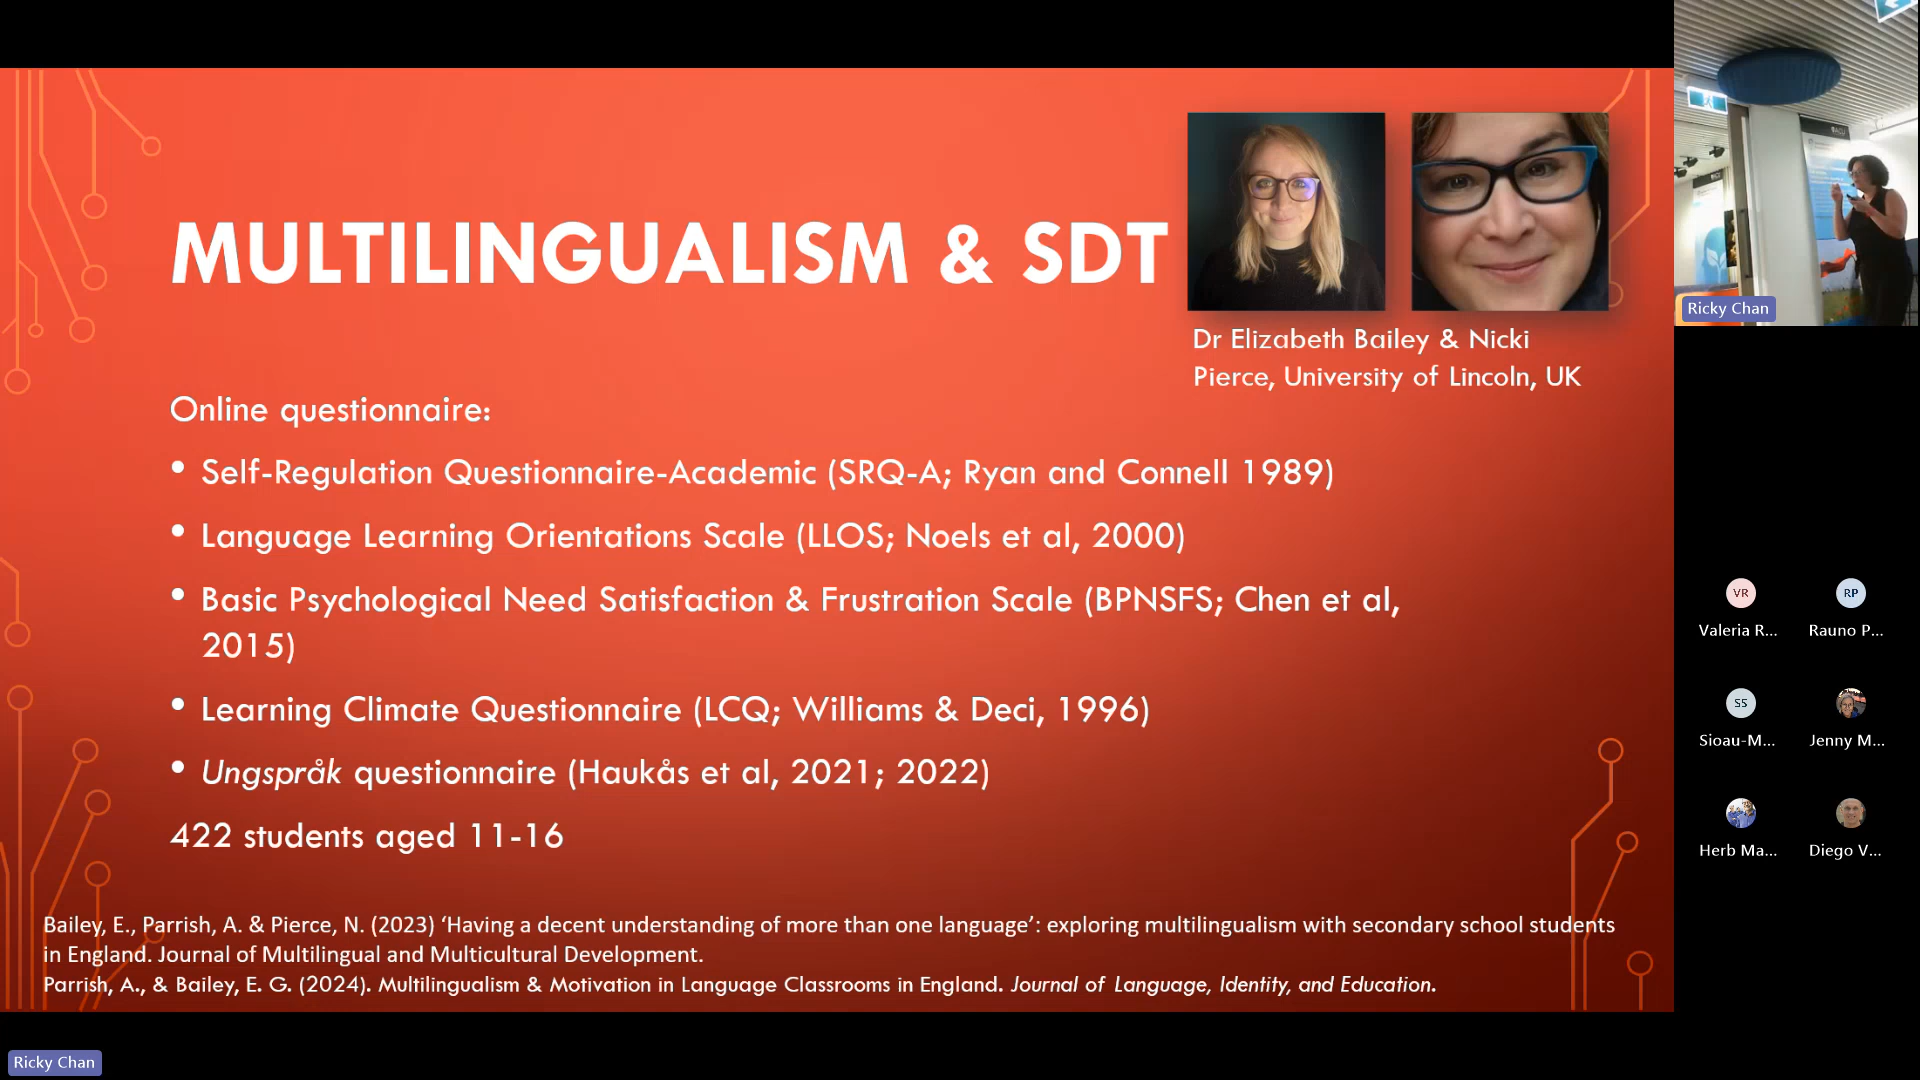 MULTILINGUALISM & SDT
Dr Elizabeth Bailey & Nicki
Pierce, University of Lincoln, UK
Online questionnaire:
• Self-Regulation Questionnaire-Academic (SRQ-A; Ryan and Connell 1989)
• Language Learning Orientations Scale (LLOS; Noels et al, 2000)
• Basic Psychological Need Satisfaction & Frustration Scale (BPNSFS; Chen et al,
2015)
• Learning Climate Questionnaire (LCQ; Williams & Deci, 1996)
• Ungspråk questionnaire (Haukås et al, 2021; 2022)
422 students aged 11-16
Bailey, E., Parrish, A. & Pierce, N. (2023) ‘Having a decent understanding of more than one language’: exploring multilingualism with secondary school students
in England. Journal of Multilingual and Multicultural Development.
Parrish, A., & Bailey, E. G. (2024). Multilingualism & Motivation in Language Classrooms in England. Journal of Language, Identity, and Education.
Ricky Chan
ACU
Ricky Chan
VR
RP
Valeria R...
Rauno P...
SS
Sioau-M...
Jenny M...
Herb Ma...
Diego V...